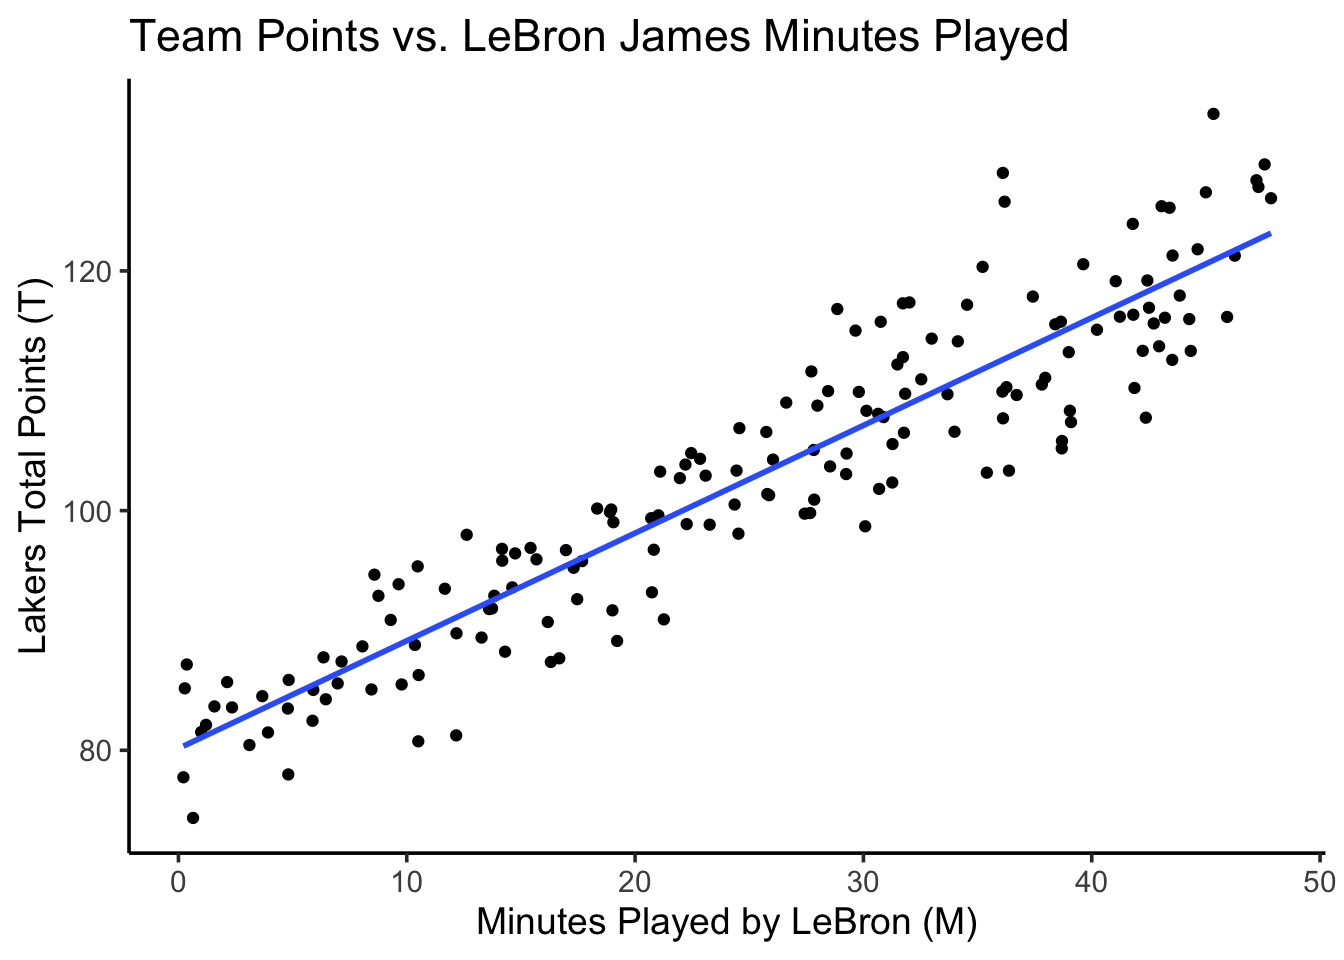 Team Points vs. LeBron James Minutes Played
Lakers Total Points (T)
120
100
80
0 10 20 30 40 50
Minutes Played by LeBron (M)